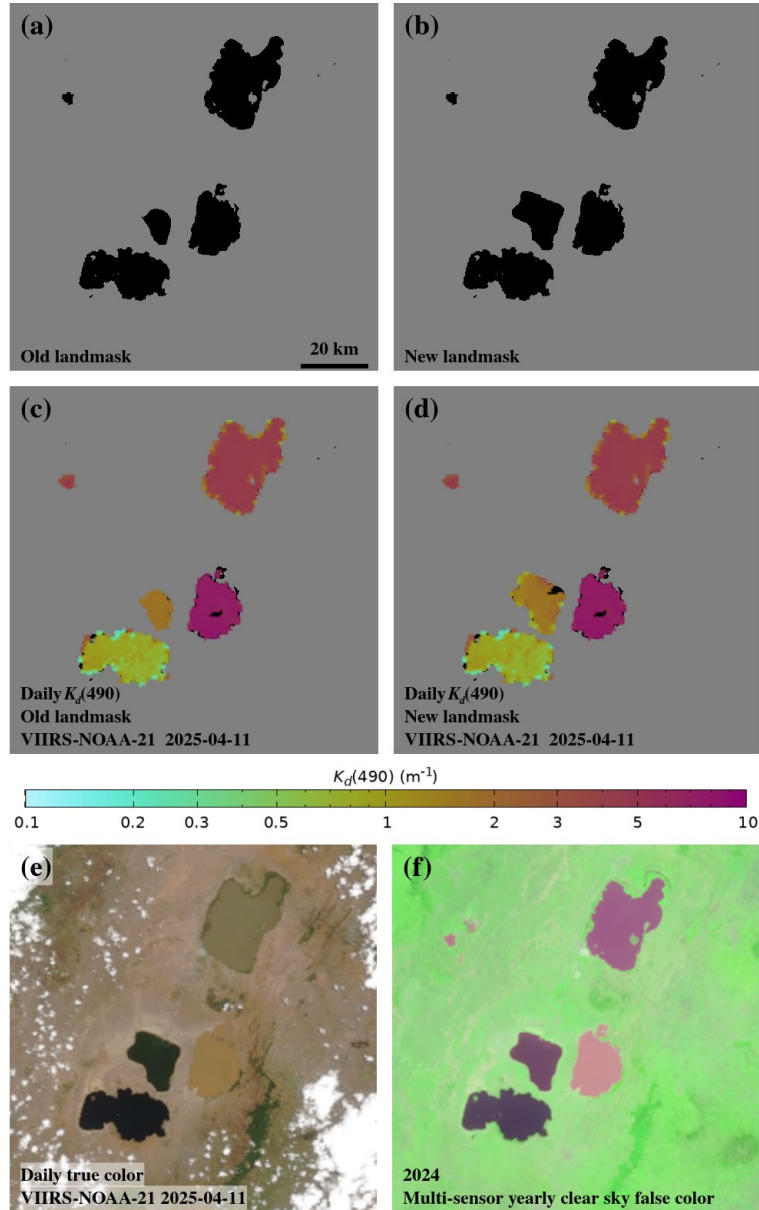 (a)
(b)
Old landmask
20 km
New landmask
(c)
(d)
Daily K_d(490)
Old landmask
VIIRS-NOAA-21 2025-04-11
Daily K_d(490)
New landmask
VIIRS-NOAA-21 2025-04-11
K_d(490) (m⁻¹)
0.1 0.2 0.3 0.5 1 2 3 5 10
(e)
(f)
Daily true color
VIIRS-NOAA-21 2025-04-11
2024
Multi-sensor yearly clear sky false color